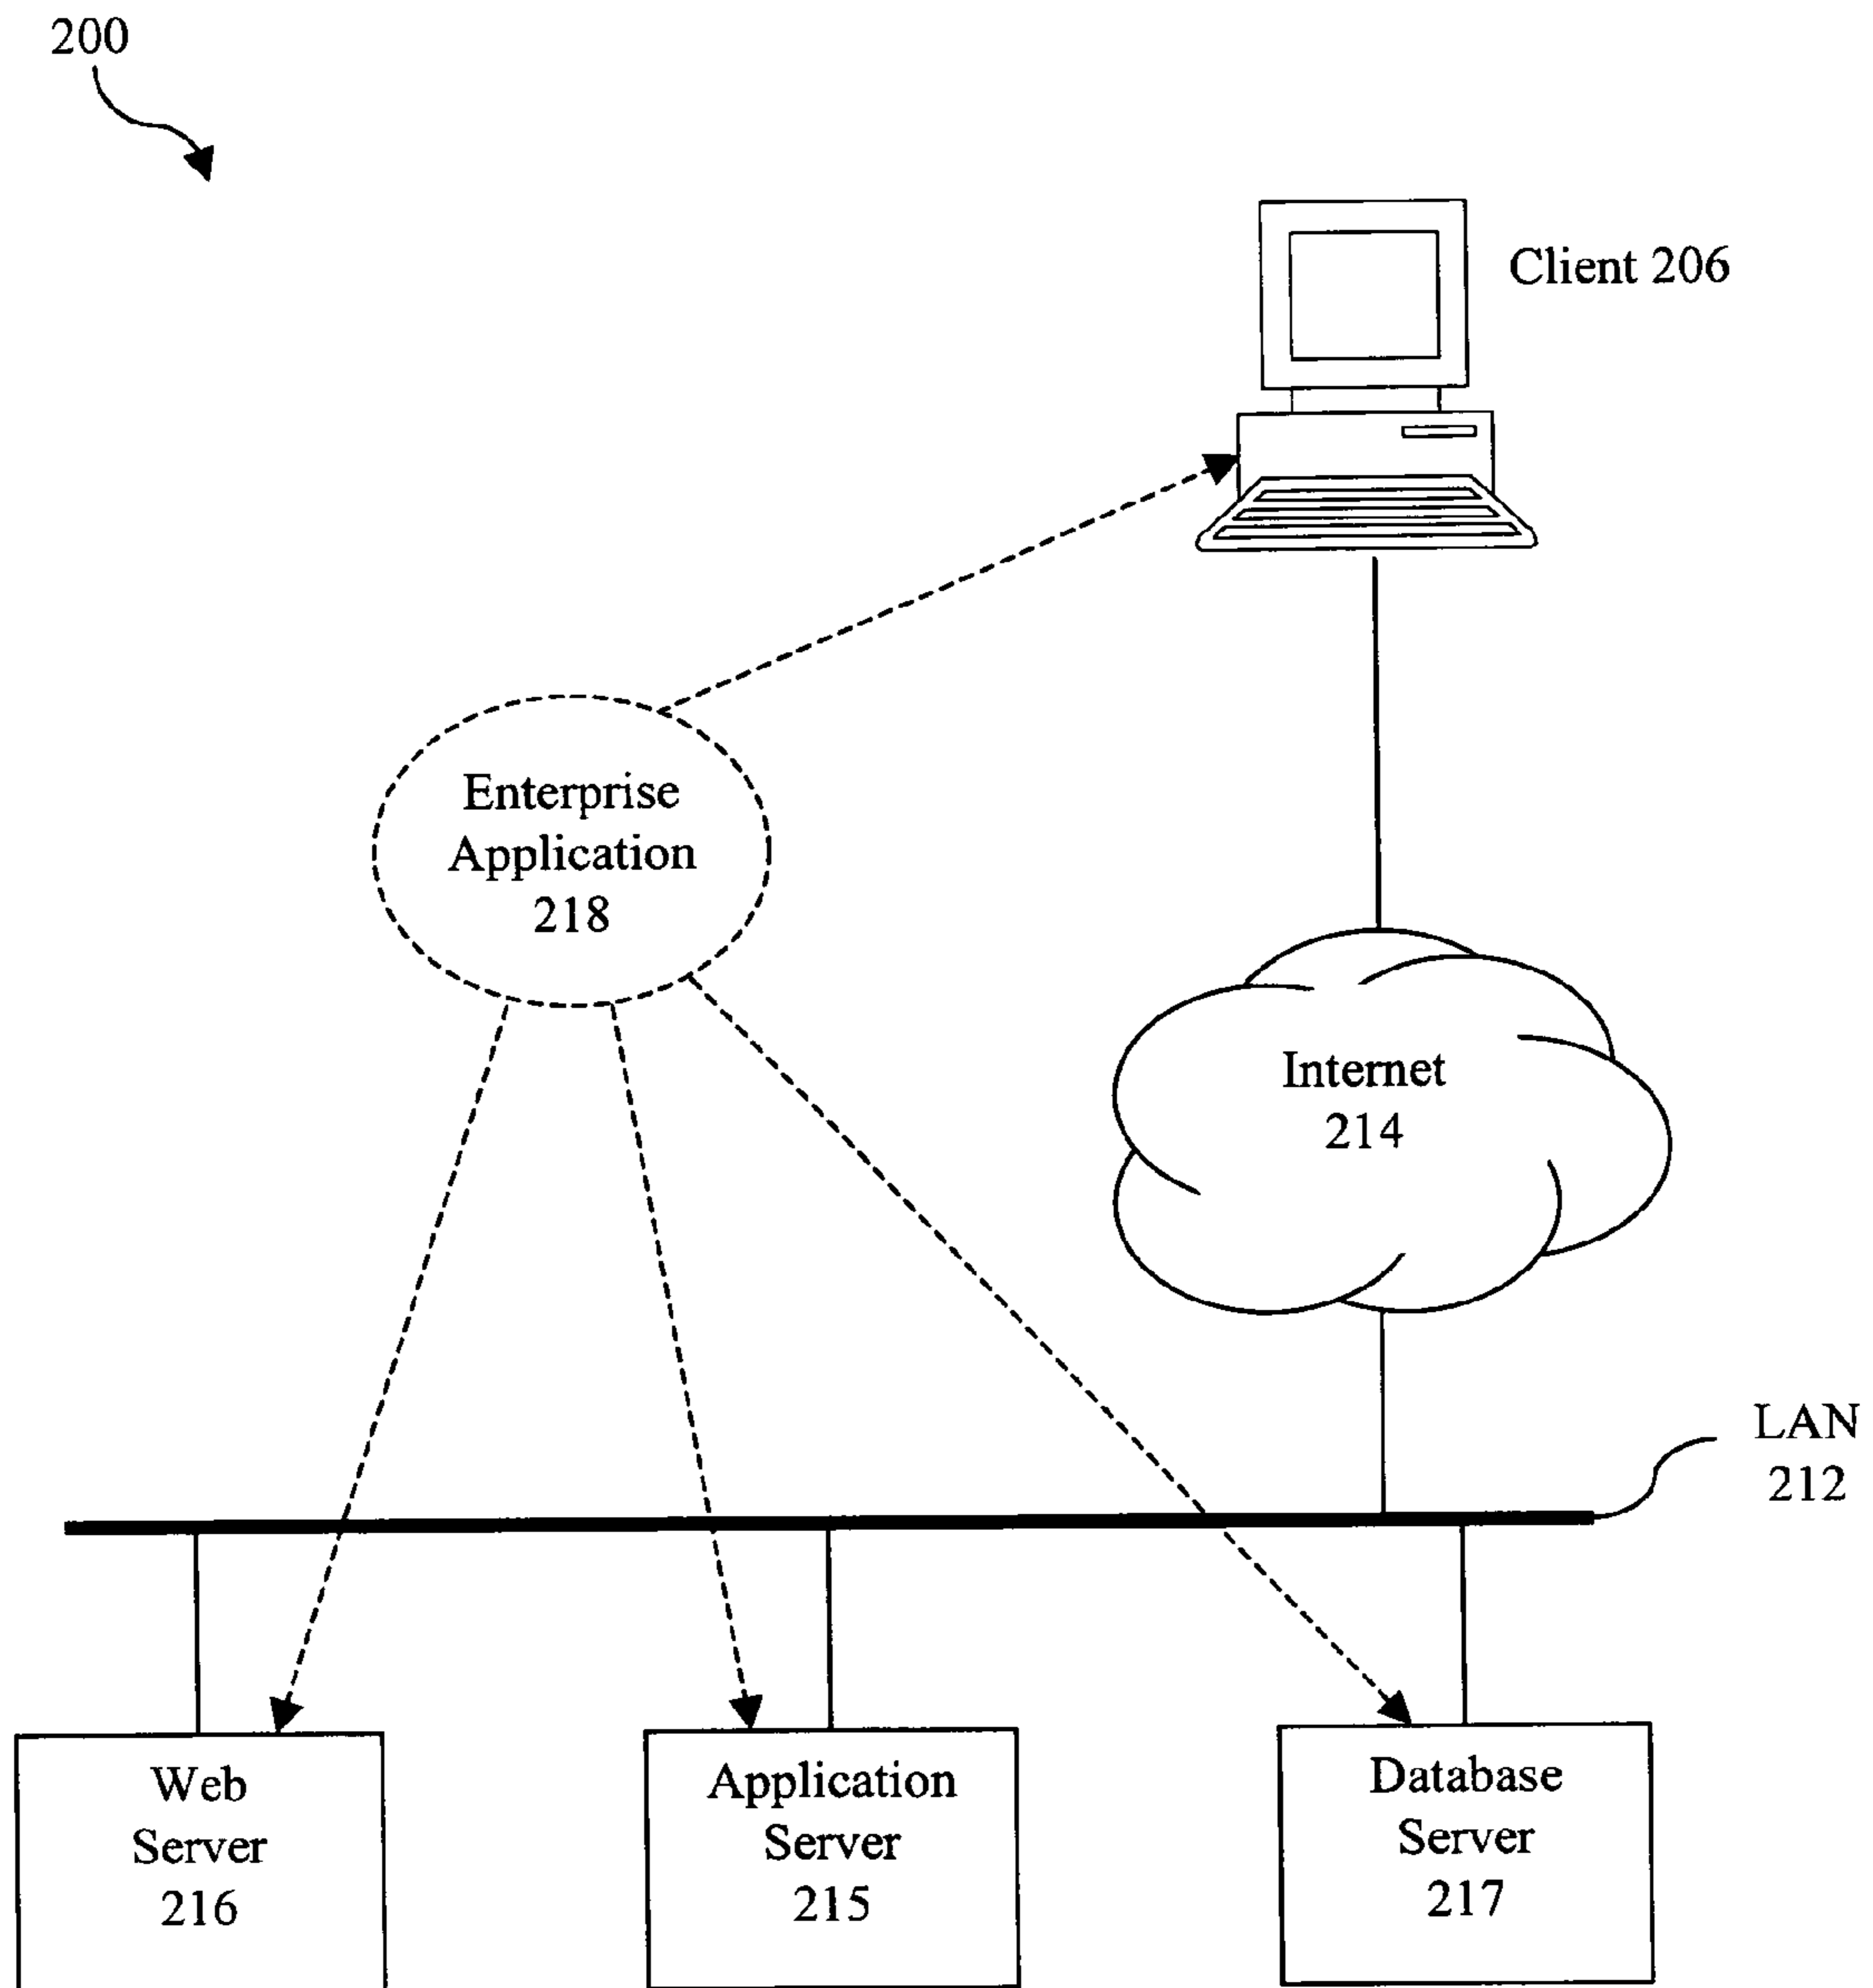 200
Client 206
Enterprise
Application
218
Internet
214
LAN
212
Web
Server
216
Application
Server
215
Database
Server
217